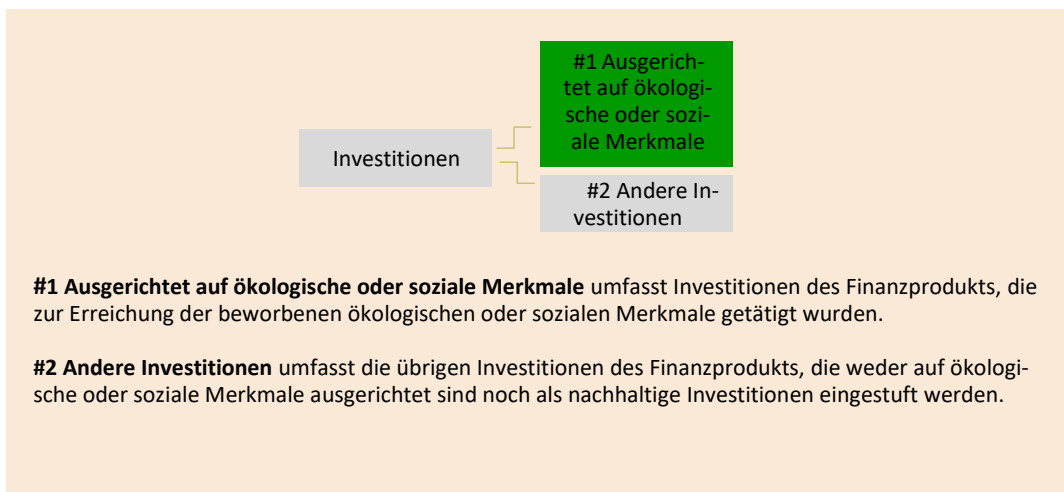 #1 Ausgerich-
tet auf ökologi-
sche oder sozi-
ale Merkmale
Investitionen
#2 Andere In-
vestitionen
#1 Ausgerichtet auf ökologische oder soziale Merkmale umfasst Investitionen des Finanzprodukts, die
zur Erreichung der beworbenen ökologischen oder sozialen Merkmale getätigt wurden.
#2 Andere Investitionen umfasst die übrigen Investitionen des Finanzprodukts, die weder auf ökologi-
sche oder soziale Merkmale ausgerichtet sind noch als nachhaltige Investitionen eingestuft werden.